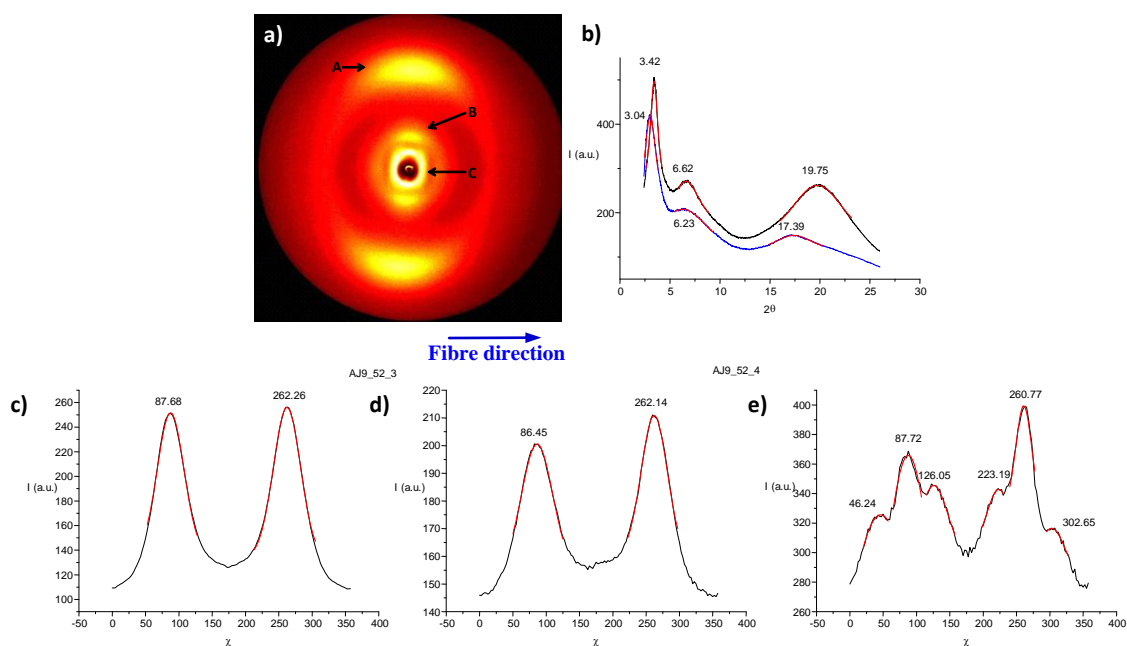 a)
A
B
C
Fibre direction
b)
3.42
3.04
6.62
6.23
17.39
19.75
I (a.u.)
400
200
0 5 10 15 20 25 30
2θ
AJ9_52_3
c)
87.68
262.26
I (a.u.)
260
240
220
200
180
160
140
120
100
-50 0 50 100 150 200 250 300 350 400
χ
AJ9_52_4
d)
86.45
262.14
I (a.u.)
220
210
200
190
180
170
160
150
140
-50 0 50 100 150 200 250 300 350 400
χ
e)
46.24
87.72
126.05
223.19
260.77
302.65
I (a.u.)
400
380
360
340
320
300
280
260
-50 0 50 100 150 200 250 300 350 400
χ